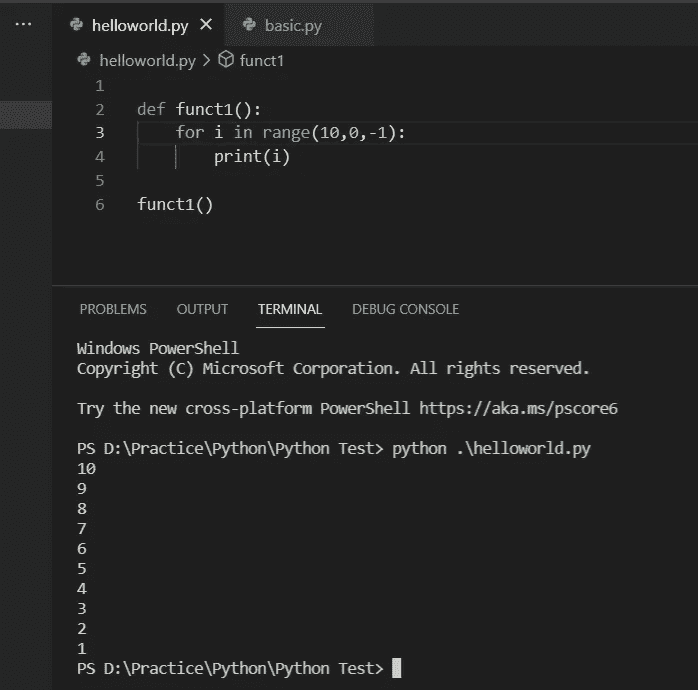 ... helloworld.py × basic.py
helloworld.py > funct1
1
2 def funct1():
3     for i in range(10,0,-1):
4         print(i)
5
6 funct1()
PROBLEMS OUTPUT TERMINAL DEBUG CONSOLE
Windows PowerShell
Copyright (C) Microsoft Corporation. All rights reserved.
Try the new cross-platform PowerShell https://aka.ms/pscore6
PS D:\Practice\Python\Python Test> python .\helloworld.py
10
9
8
7
6
5
4
3
2
1
PS D:\Practice\Python\Python Test>